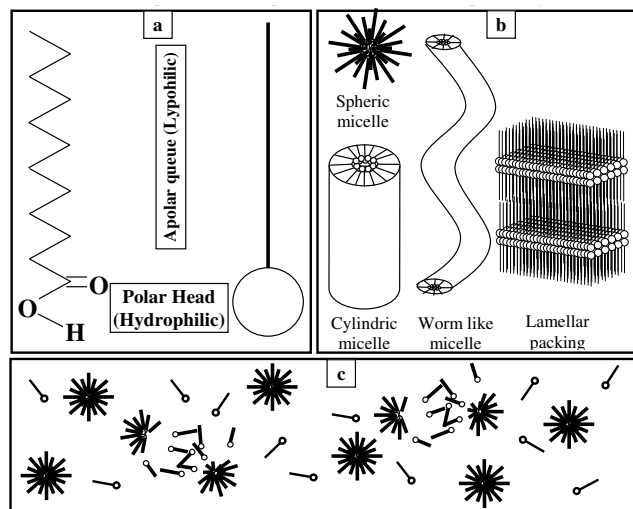 a
Apolar queue (Lypohilic)
O
O
H
Polar Head
(Hydrophilic)
b
Spheric
micelle
Cylindric
micelle
Worm like
micelle
Lamellar
packing
c